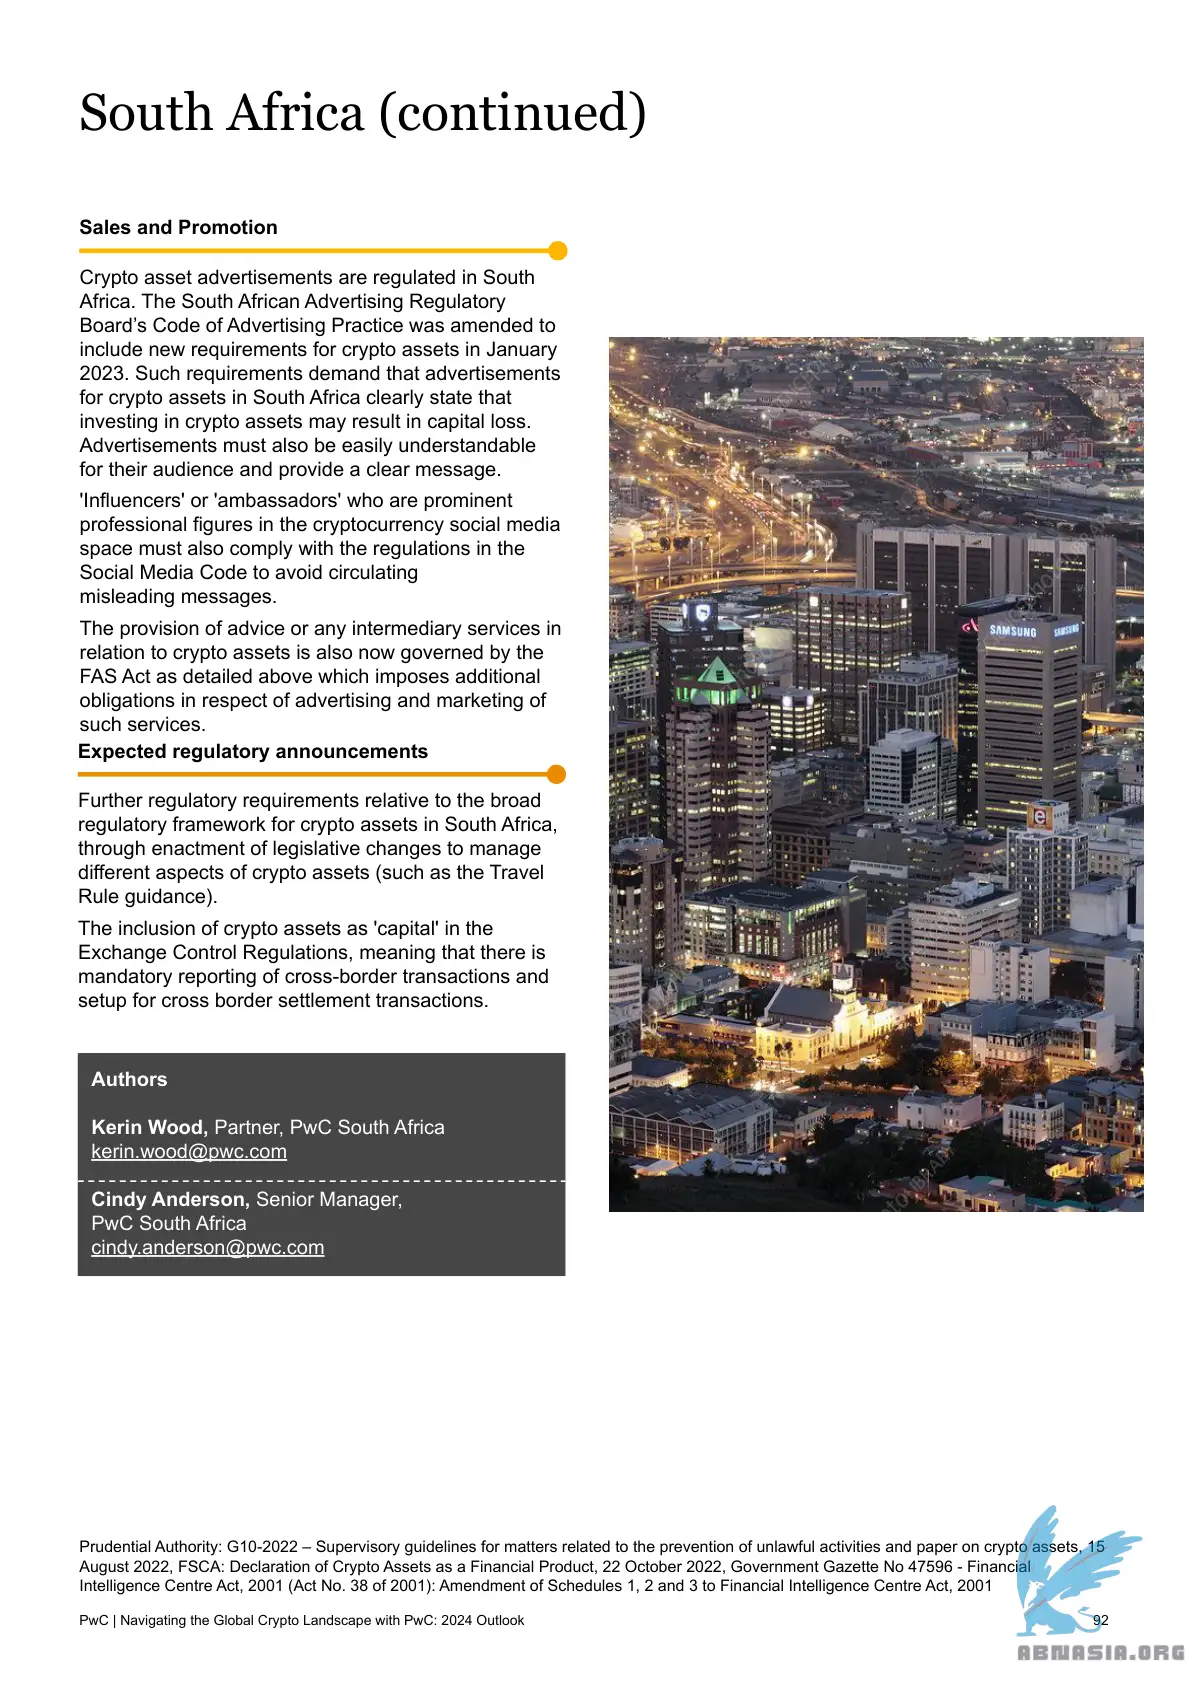 South Africa (continued)
Sales and Promotion
Crypto asset advertisements are regulated in South
Africa. The South African Advertising Regulatory
Board’s Code of Advertising Practice was amended to
include new requirements for crypto assets in January
2023. Such requirements demand that advertisements
for crypto assets in South Africa clearly state that
investing in crypto assets may result in capital loss.
Advertisements must also be easily understandable
for their audience and provide a clear message.
'Influencers' or 'ambassadors' who are prominent
professional figures in the cryptocurrency social media
space must also comply with the regulations in the
Social Media Code to avoid circulating
misleading messages.
The provision of advice or any intermediary services in
relation to crypto assets is also now governed by the
FAS Act as detailed above which imposes additional
obligations in respect of advertising and marketing of
such services.
Expected regulatory announcements
Further regulatory requirements relative to the broad
regulatory framework for crypto assets in South Africa,
through enactment of legislative changes to manage
different aspects of crypto assets (such as the Travel
Rule guidance).
The inclusion of crypto assets as 'capital' in the
Exchange Control Regulations, meaning that there is
mandatory reporting of cross-border transactions and
setup for cross border settlement transactions.
Authors
Kerin Wood, Partner, PwC South Africa
kerin.wood@pwc.com
Cindy Anderson, Senior Manager,
PwC South Africa
cindy.anderson@pwc.com
SAMSUNG
SAMSUNG
e
Prudential Authority: G10-2022 – Supervisory guidelines for matters related to the prevention of unlawful activities and paper on crypto assets, 15
August 2022, FSCA: Declaration of Crypto Assets as a Financial Product, 22 October 2022, Government Gazette No 47596 - Financial
Intelligence Centre Act, 2001 (Act No. 38 of 2001): Amendment of Schedules 1, 2 and 3 to Financial Intelligence Centre Act, 2001
PwC | Navigating the Global Crypto Landscape with PwC: 2024 Outlook
92
ABNASIA.ORG